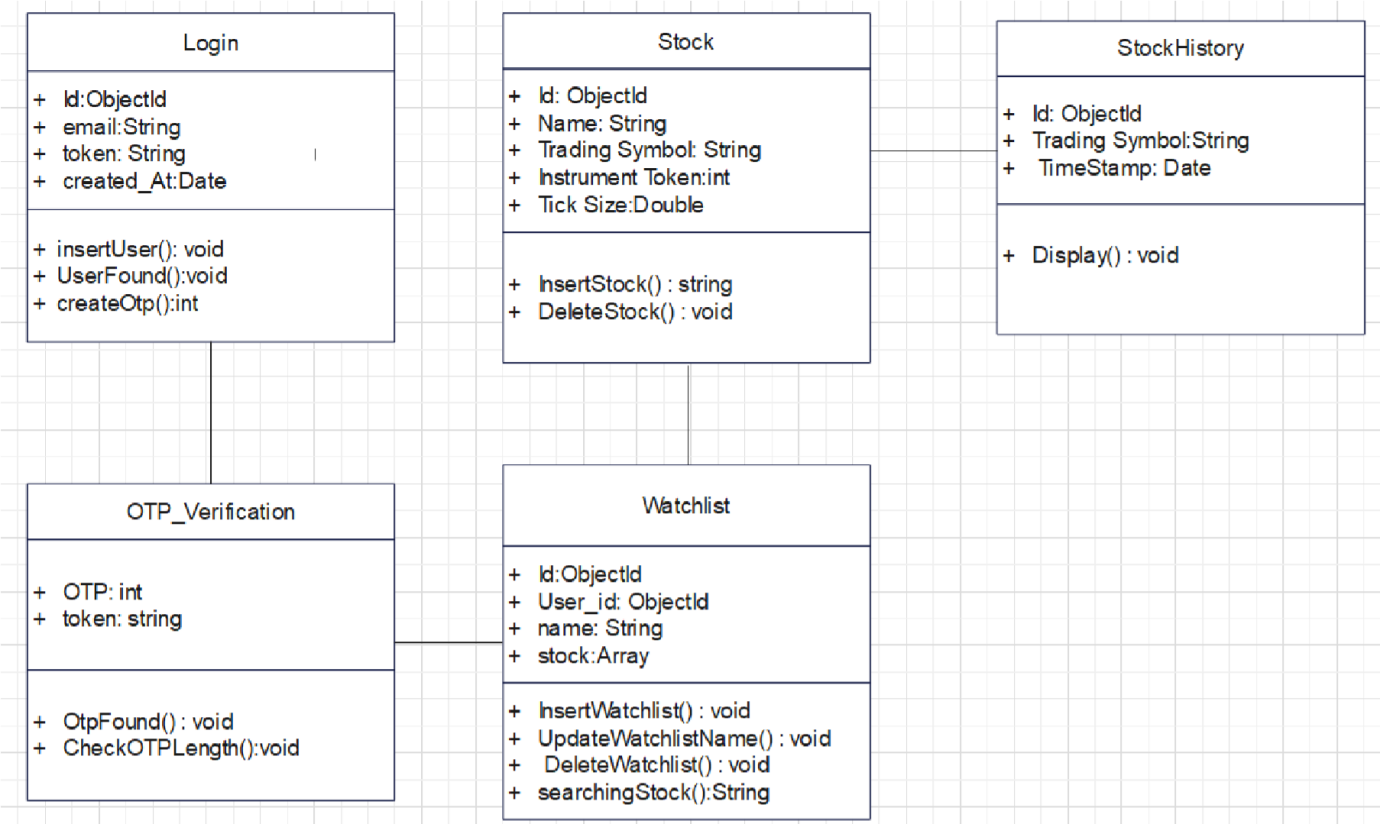 Login
+ Id:ObjectId
+ email:String
+ token: String
+ created_At:Date
+ insertUser(): void
+ UserFound():void
+ createOtp():int
Stock
+ Id: ObjectId
+ Name: String
+ Trading Symbol: String
+ Instrument Token:int
+ Tick Size:Double
+ InsertStock() : string
+ DeleteStock() : void
StockHistory
+ Id: ObjectId
+ Trading Symbol:String
+ TimeStamp: Date
+ Display() : void
OTP_Verification
+ OTP: int
+ token: string
+ OtpFound() : void
+ CheckOTPLength():void
Watchlist
+ Id:ObjectId
+ User_id: ObjectId
+ name: String
+ stock:Array
+ InsertWatchlist() : void
+ UpdateWatchlistName() : void
+ DeleteWatchlist() : void
+ searchingStock():String